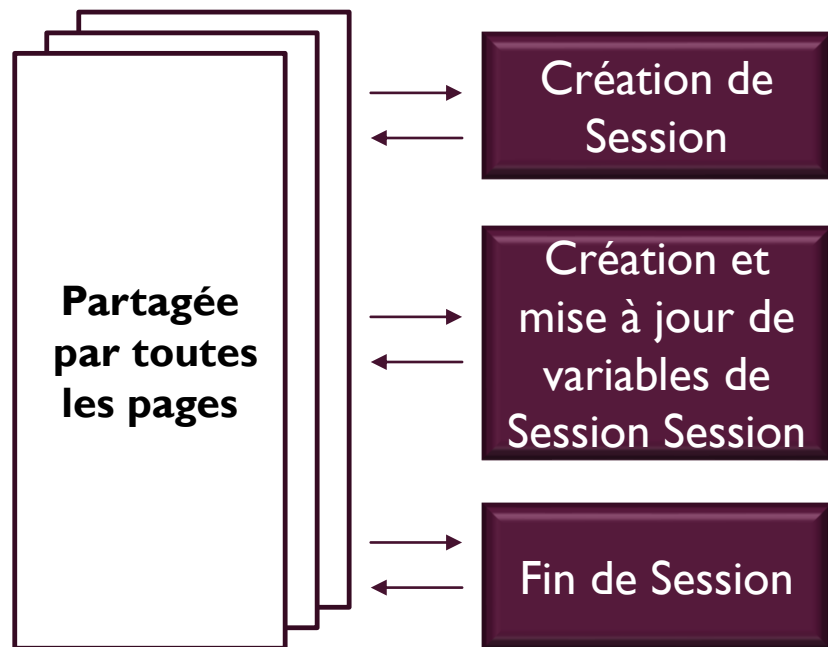 Partagée
par toutes
les pages
Création de
Session
Création et
mise à jour de
variables de
Session Session
Fin de Session